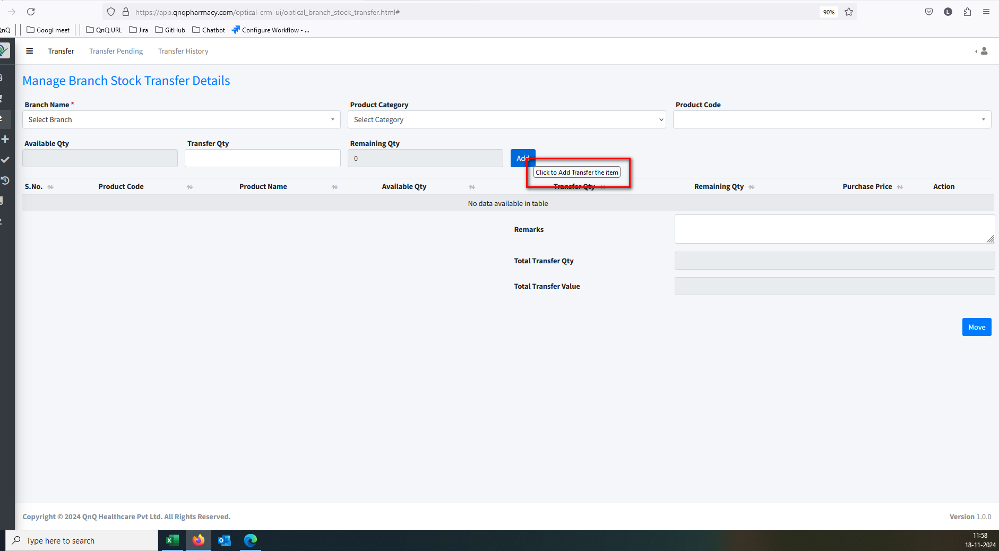 https://app.qnqpharmacy.com/optical-crm-ui/optical_branch_stock_transfer.html#
90%
L
Googl meet
QnQ URL
Jira
GitHub
Chatbot
Configure Workflow - ...
Transfer
Transfer Pending
Transfer History
Manage Branch Stock Transfer Details
Branch Name *
Product Category
Product Code
Select Branch
Select Category
Available Qty
Transfer Qty
Remaining Qty
0
Click to Add Transfer the item
S.No.
Product Code
Product Name
Available Qty
Transfer Qty
Remaining Qty
Purchase Price
Action
No data available in table
Remarks
Total Transfer Qty
Total Transfer Value
Move
Copyright © 2024 QnQ Healthcare Pvt Ltd. All Rights Reserved.
Version 1.0.0
Type here to search
11:58
18-11-2024